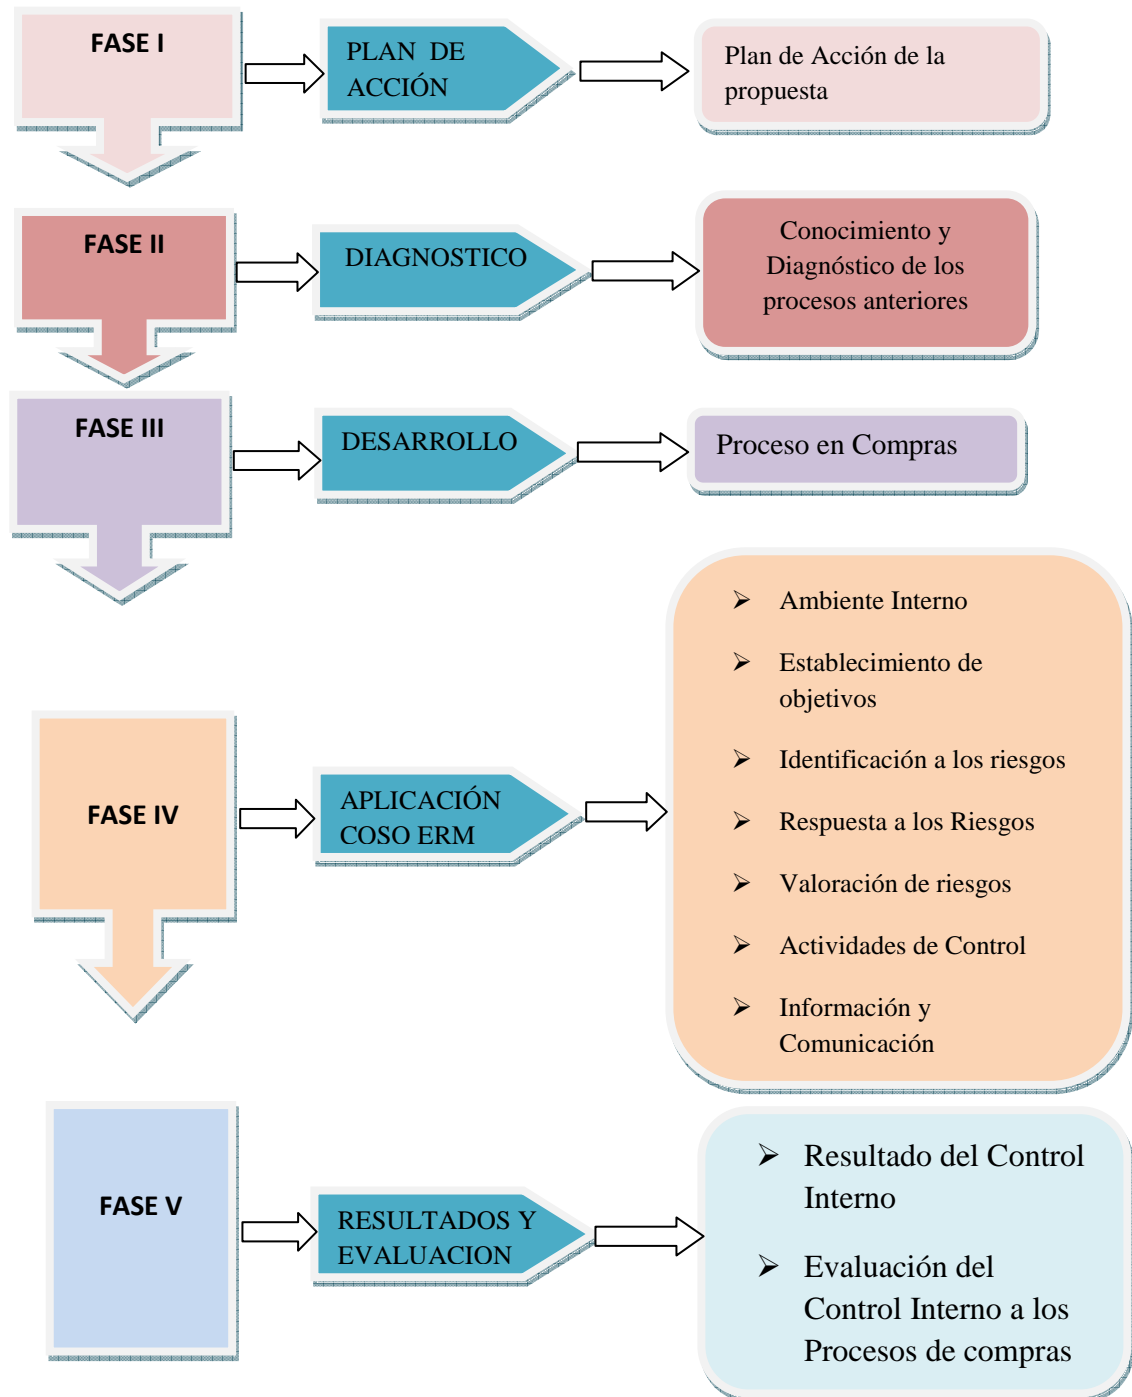 FASE I
PLAN DE
ACCIÓN
Plan de Acción de la
propuesta
FASE II
DIAGNOSTICO
Conocimiento y
Diagnóstico de los
procesos anteriores
FASE III
DESARROLLO
Proceso en Compras
FASE IV
APLICACIÓN
COSO ERM
➢ Ambiente Interno
➢ Establecimiento de
objetivos
➢ Identificación a los riesgos
➢ Respuesta a los Riesgos
➢ Valoración de riesgos
➢ Actividades de Control
➢ Información y
Comunicación
FASE V
RESULTADOS Y
EVALUACION
➢ Resultado del Control
Interno
➢ Evaluación del
Control Interno a los
Procesos de compras